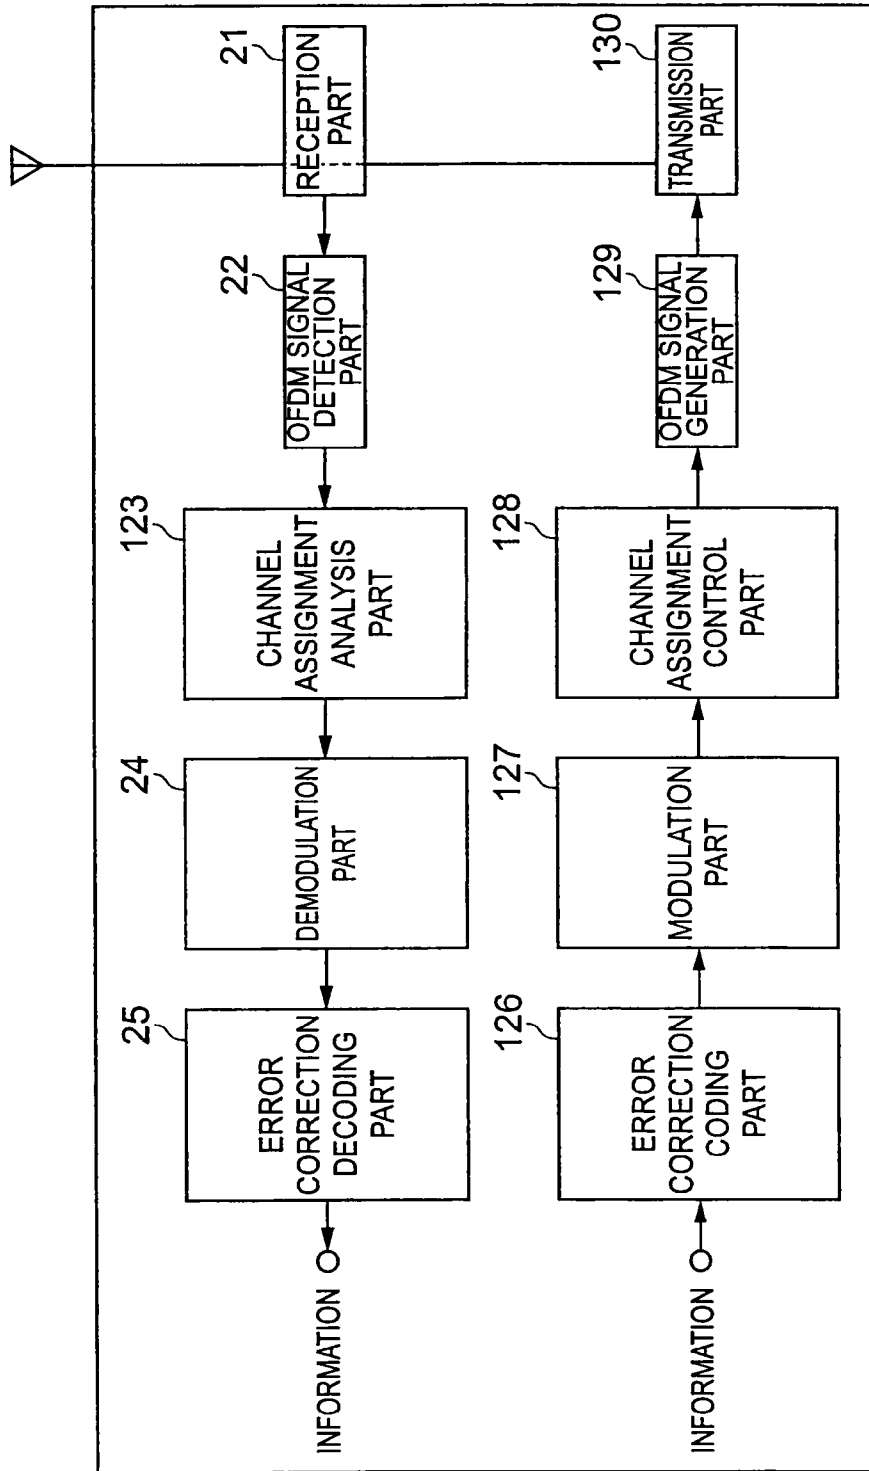 21
RECEPTION
PART
22
OFDM SIGNAL
DETECTION
PART
123
CHANNEL
ASSIGNMENT
ANALYSIS
PART
24
DEMODULATION
PART
25
ERROR
CORRECTION
DECODING
PART
INFORMATION
130
TRANSMISSION
PART
129
OFDM SIGNAL
GENERATION
PART
128
CHANNEL
ASSIGNMENT
CONTROL
PART
127
MODULATION
PART
126
ERROR
CORRECTION
CODING
PART
INFORMATION